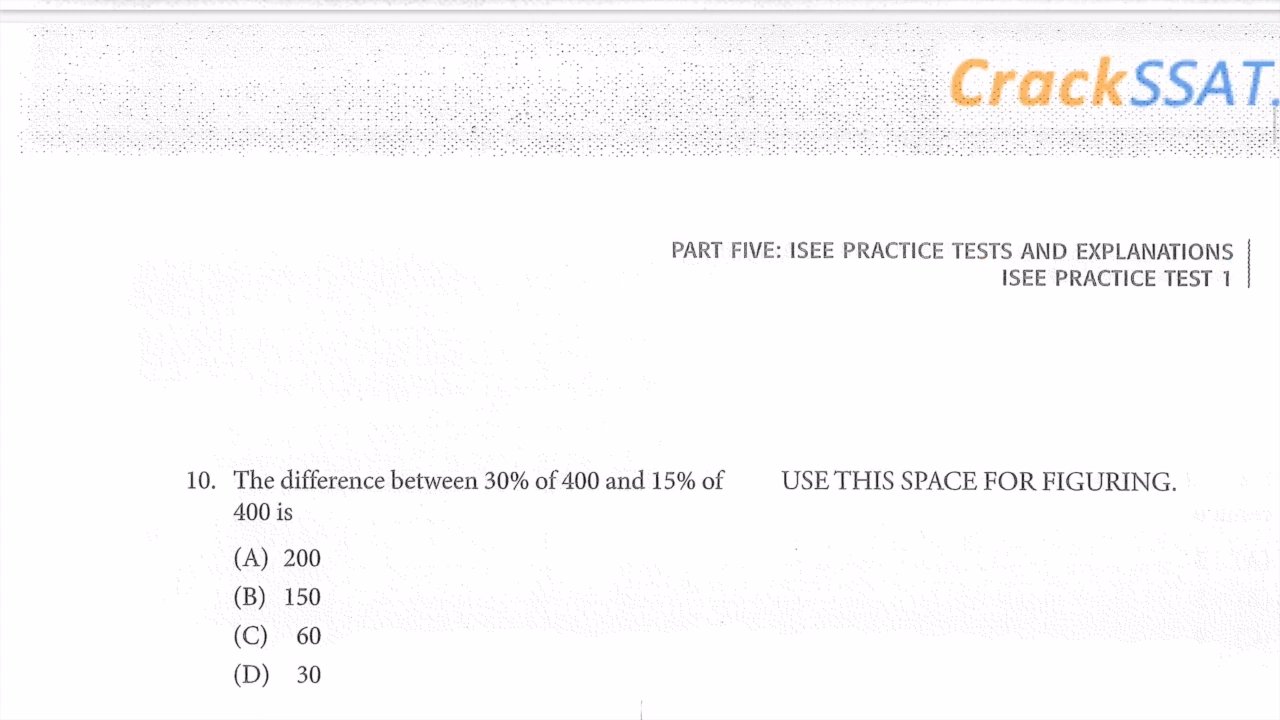 CrackSSAT.
PART FIVE: ISEE PRACTICE TESTS AND EXPLANATIONS
ISEE PRACTICE TEST 1
10. The difference between 30% of 400 and 15% of
400 is
(A) 200
(B) 150
(C) 60
(D) 30
USE THIS SPACE FOR FIGURING.